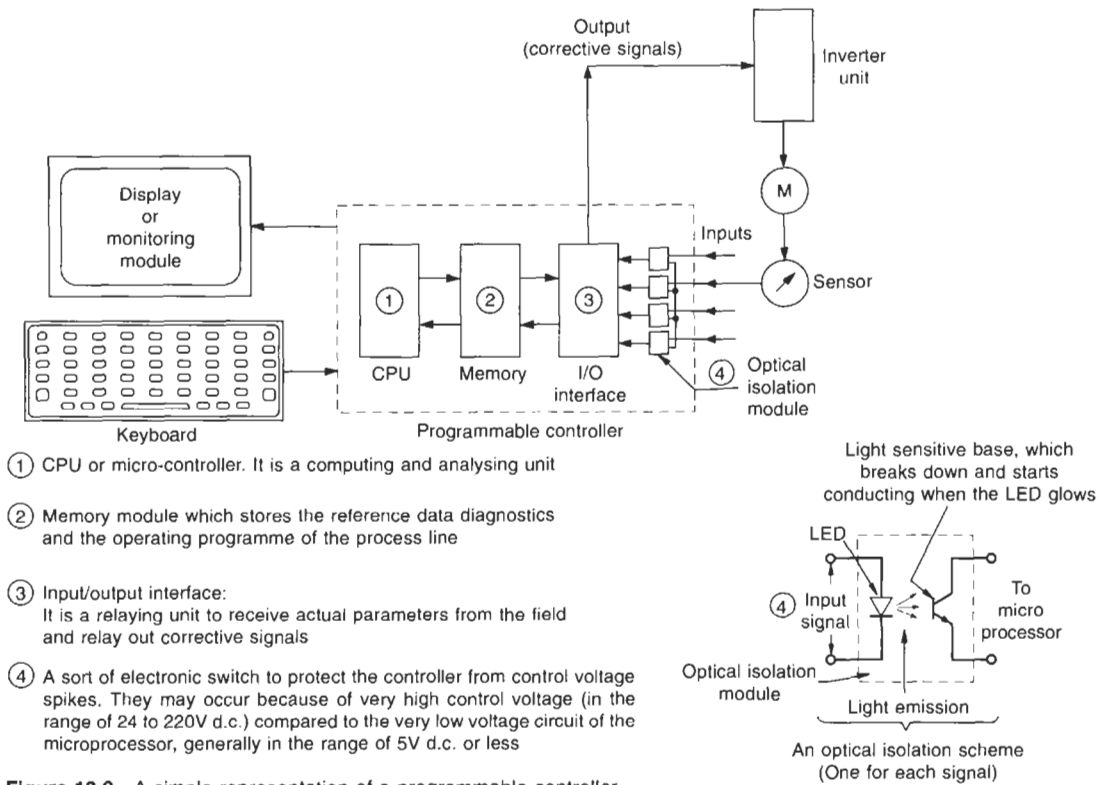 Output
(corrective signals)
Inverter
unit
Display
or
monitoring
module
M
Inputs
Sensor
1
2
3
CPU
Memory
I/O
interface
4 Optical
isolation
module
Keyboard
Programmable controller
1 CPU or micro-controller. It is a computing and analysing unit
2 Memory module which stores the reference data diagnostics
and the operating programme of the process line
3 Input/output interface:
It is a relaying unit to receive actual parameters from the field
and relay out corrective signals
4 A sort of electronic switch to protect the controller from control voltage
spikes. They may occur because of very high control voltage (in the
range of 24 to 220V d.c.) compared to the very low voltage circuit of the
microprocessor, generally in the range of 5V d.c. or less
Light sensitive base, which
breaks down and starts
conducting when the LED glows
LED
4 Input
signal
To
micro
processor
Optical isolation
module
Light emission
An optical isolation scheme
(One for each signal)
A simple representation of a programmable controller